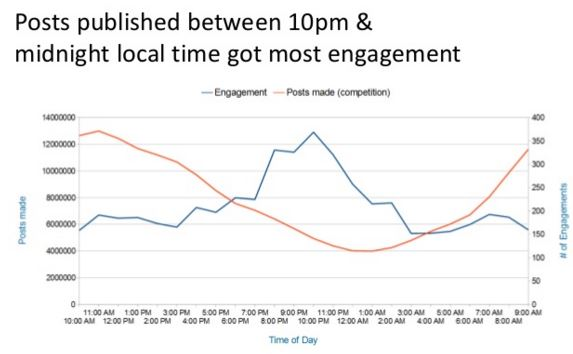 Posts published between 10pm &
midnight local time got most engagement
Engagement Posts made (competition)
14000000 400
12000000 350
10000000 300
8000000 250
6000000 200
4000000 150
2000000 100
0 50
0
Posts made
# of Engagements
11:00 AM 1:00 PM 3:00 PM 5:00 PM 7:00 PM 9:00 PM 11:00 PM 1:00 AM 3:00 AM 5:00 AM 7:00 AM 9:00 AM
10:00 AM 12:00 PM 2:00 PM 4:00 PM 6:00 PM 8:00 PM 10:00 PM 12:00 AM 2:00 AM 4:00 AM 6:00 AM 8:00 AM
Time of Day